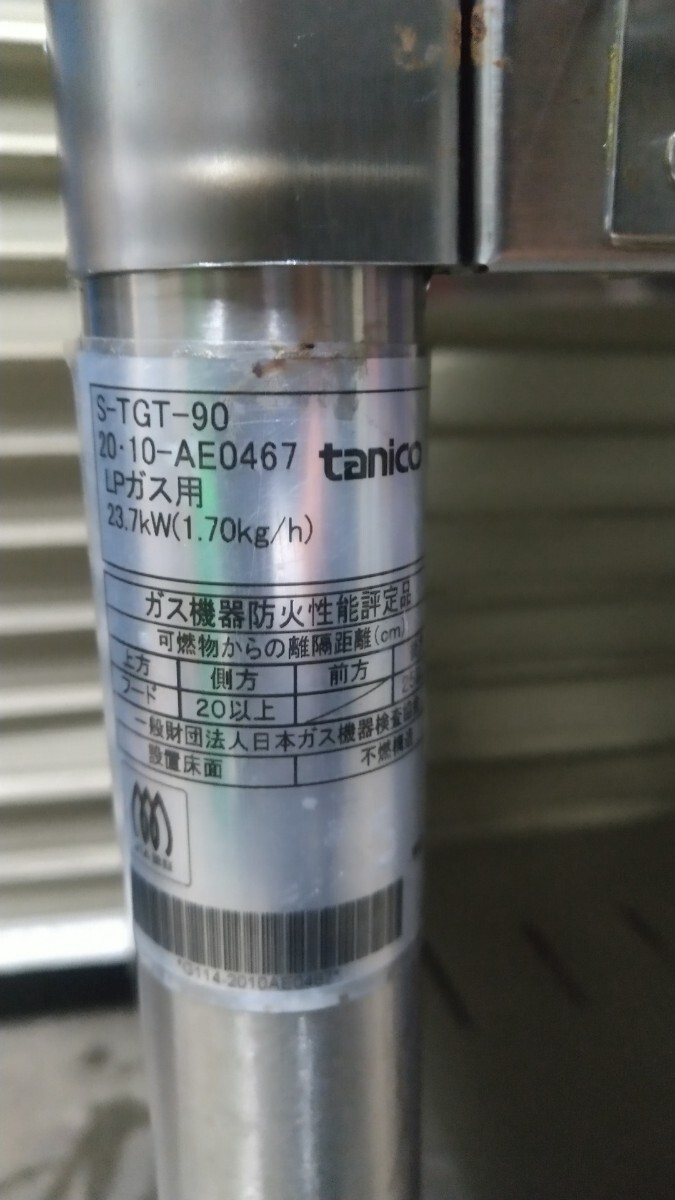 S-TGT-90
20・10-AE0467
tanico
LPガス用
23.7kW(1.70kg/h)
ガス機器防火性能評定品
可燃物からの離隔距離(cm)
上方 側方 前方
フード 20以上
一般財団法人日本ガス機器検査協会
設置床面 不燃構造